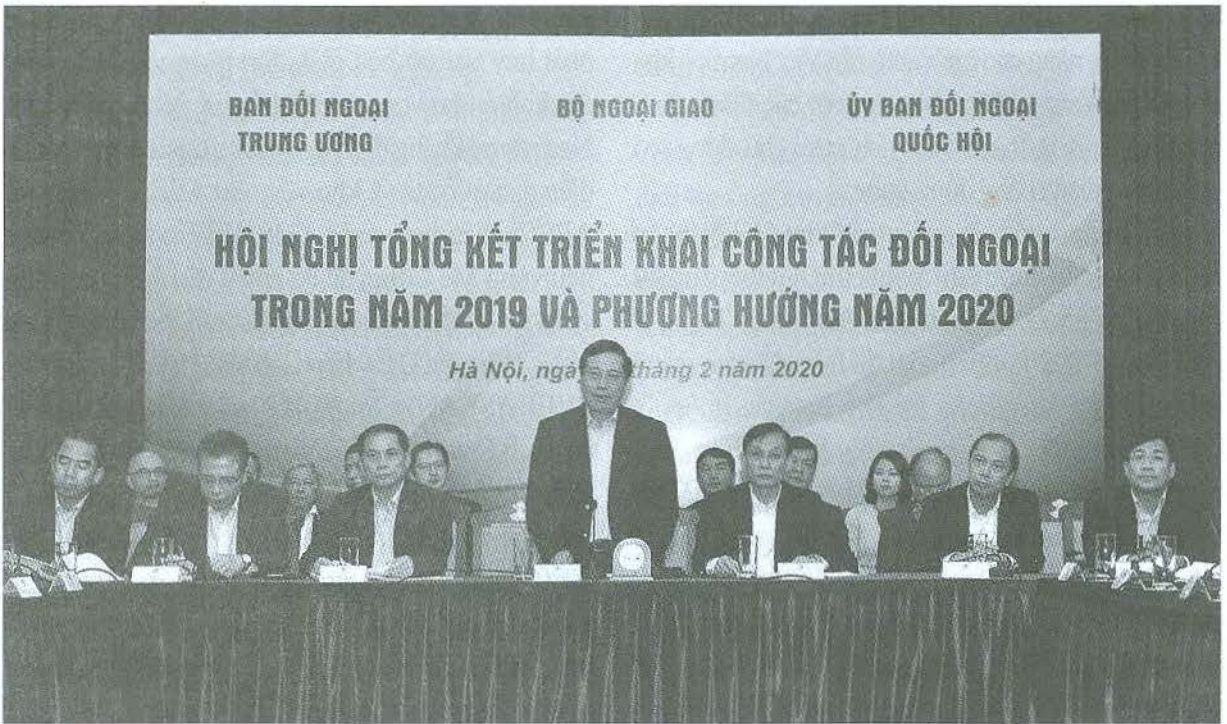 BAN ĐỐI NGOẠI
TRUNG ƯƠNG
BỘ NGOẠI GIAO
ỦY BAN ĐỐI NGOẠI
QUỐC HỘI
HỘI NGHỊ TỔNG KẾT TRIỂN KHAI CÔNG TÁC ĐỐI NGOẠI
TRONG NĂM 2019 VÀ PHƯƠNG HƯỚNG NĂM 2020
Hà Nội, ngà tháng 2 năm 2020